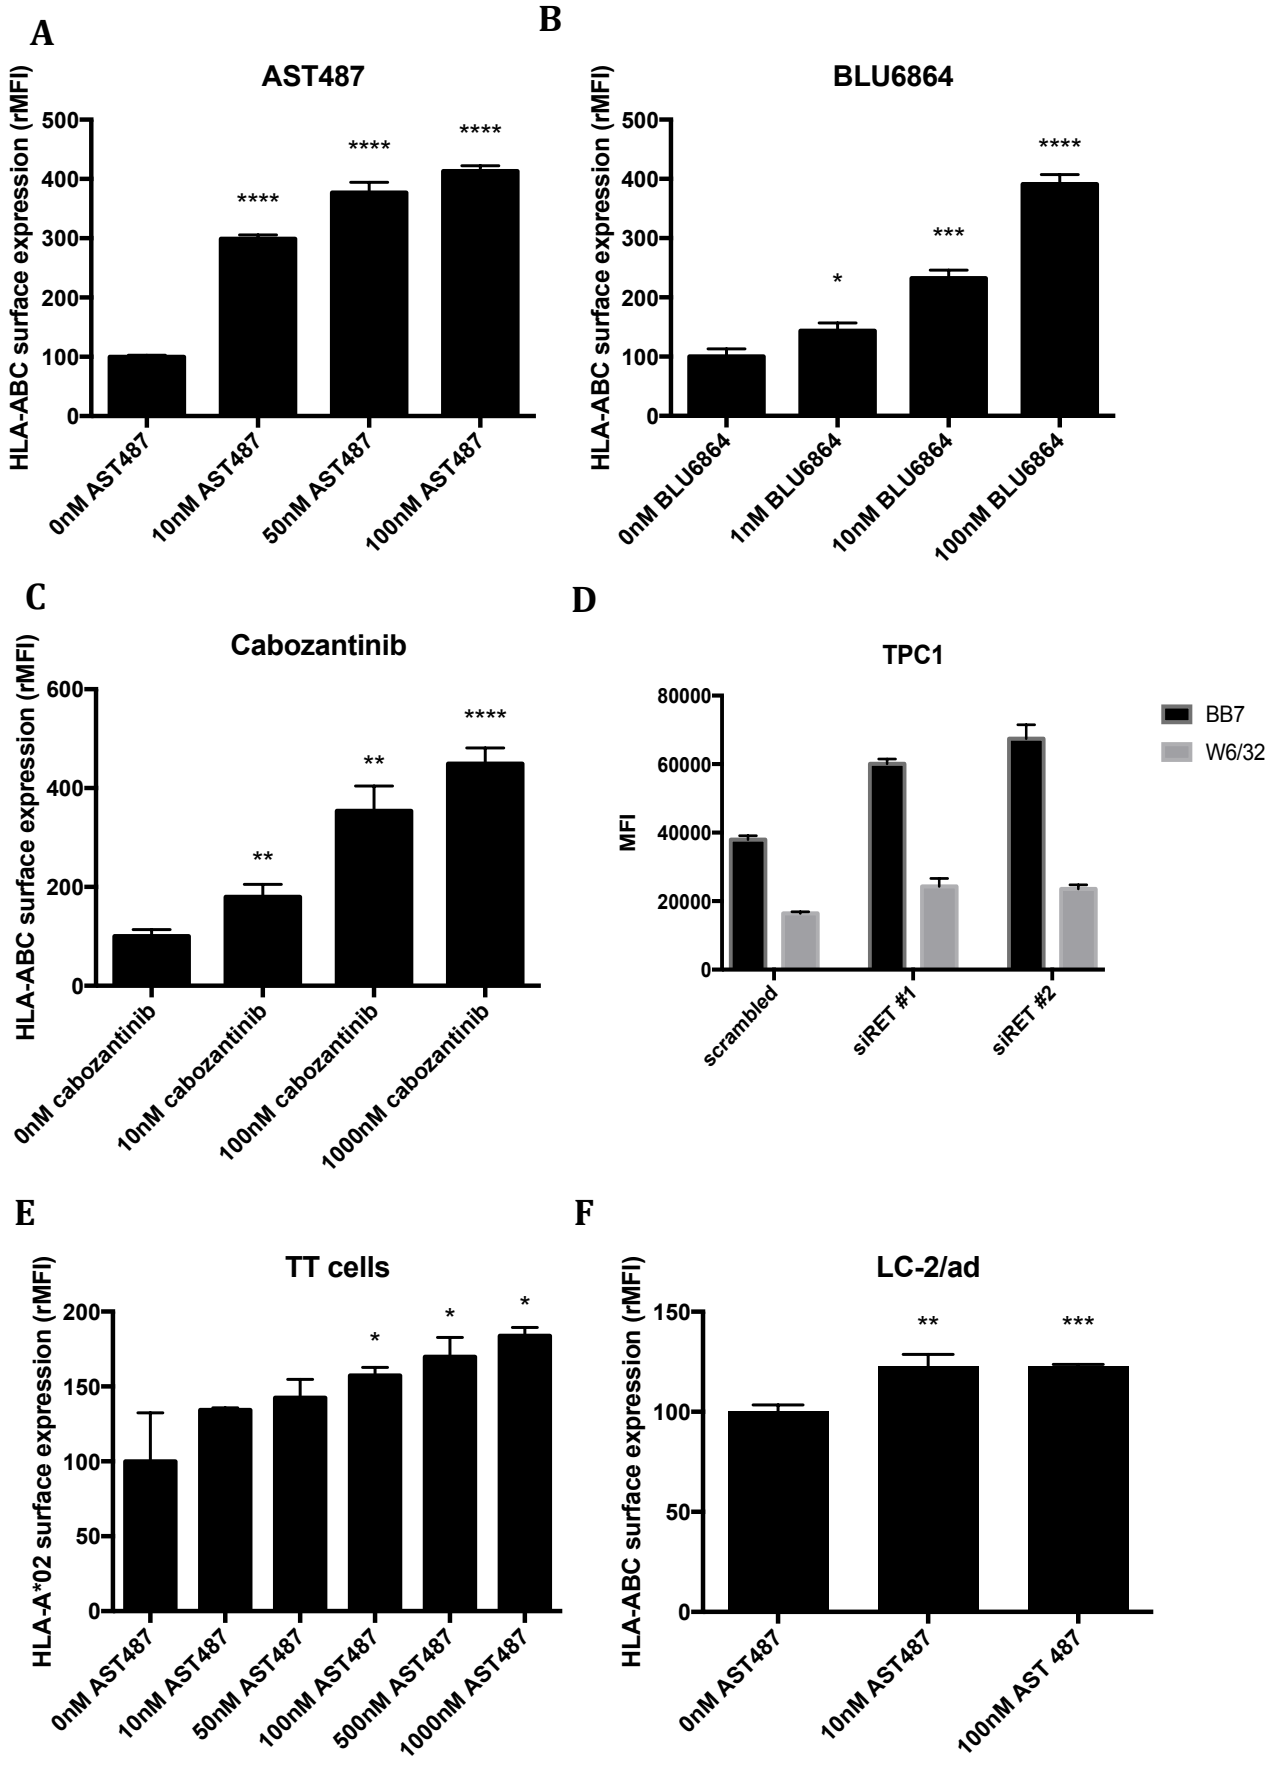 A
AST487
HLA-ABC surface expression (rMFI)
500
400
300
200
100
0
****
****
****
0nM AST487
10nM AST487
50nM AST487
100nM AST487
B
BLU6864
HLA-ABC surface expression (rMFI)
500
400
300
200
100
0
*
***
****
0nM BLU6864
1nM BLU6864
10nM BLU6864
100nM BLU6864
C
Cabozantinib
HLA-ABC surface expression (rMFI)
600
400
200
0
**
**
****
0nM cabozantinib
10nM cabozantinib
100nM cabozantinib
1000nM cabozantinib
D
TPC1
MFI
80000
60000
40000
20000
0
scrambled
siRET #1
siRET #2
BB7
W6/32
E
TT cells
HLA-A*02 surface expression (rMFI)
200
150
100
50
0
*
*
*
0nM AST487
10nM AST487
50nM AST487
100nM AST487
500nM AST487
1000nM AST487
F
LC-2/ad
HLA-ABC surface expression (rMFI)
150
100
50
0
**
***
0nM AST487
10nM AST487
100nM AST 487